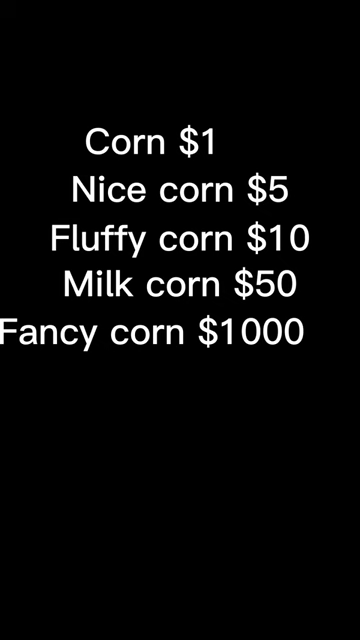 Corn $1
Nice corn $5
Fluffy corn $10
Milk corn $50
Fancy corn $1000